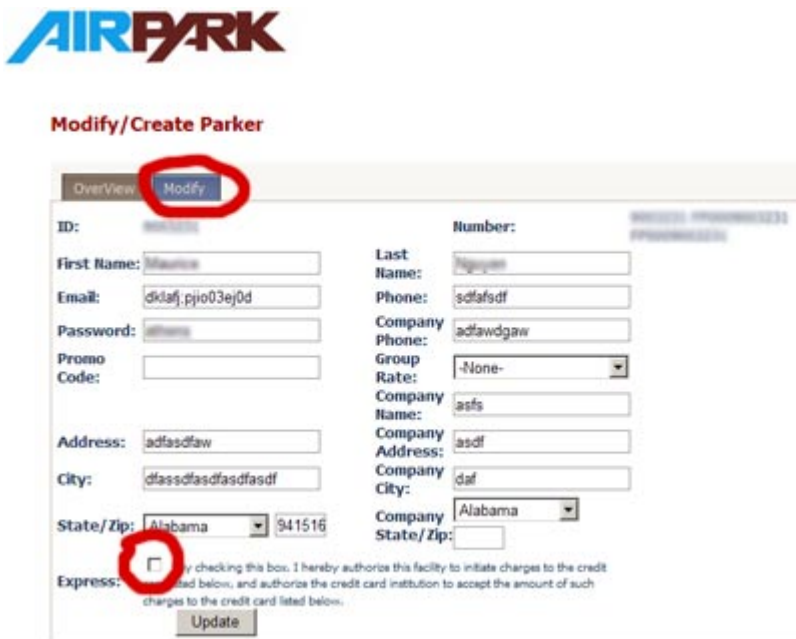 AIRPARK
Modify/Create Parker
OverView Modify
ID: Number:
First Name: Last Name:
Email: dklafj;pjio03ej0d Phone: sdfafsdf
Password: Company Phone: adfawdgaw
Promo Code: Group Rate: -None-
Company Name: asfs
Address: adfasdfaw Company Address: asdf
City: dfassdfasdfasdfasdf Company City: daf
State/Zip: Alabama 941516 Company State/Zip: Alabama
Express: checking this box, I hereby authorize this facility to initiate charges to the credit
listed below, and authorize the credit card institution to accept the amount of such
charges to the credit card listed below.
Update